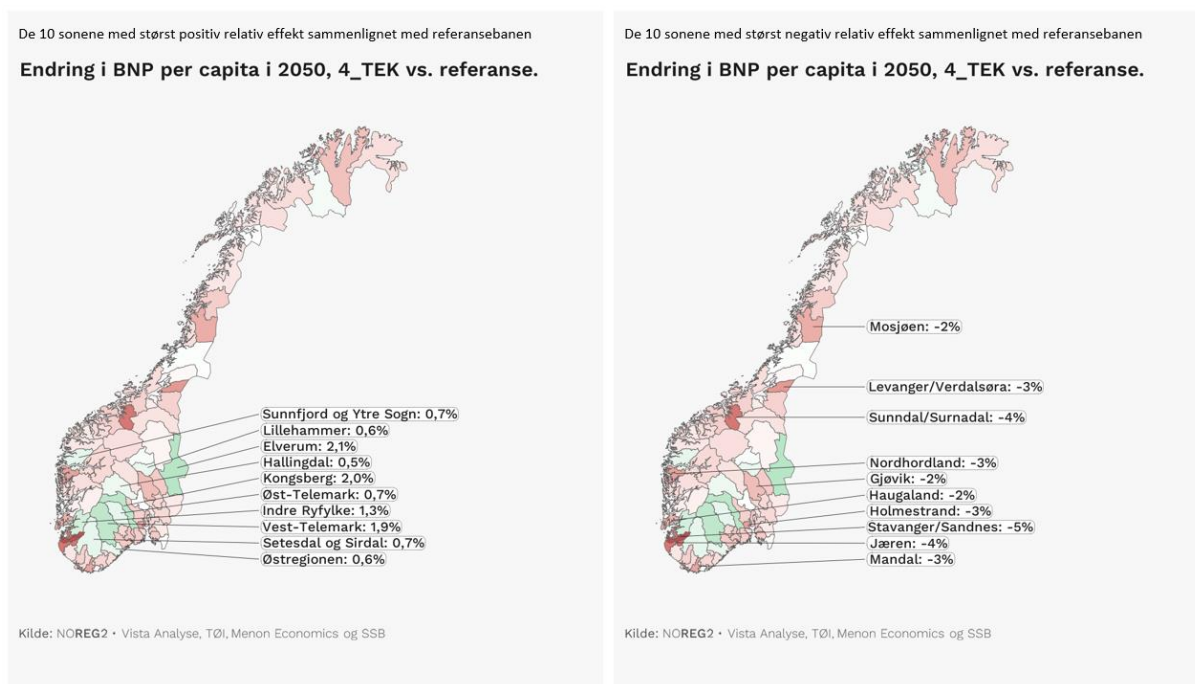 De 10 sonene med størst positiv relativ effekt sammenlignet med referansebanen
Endring i BNP per capita i 2050, 4_TEK vs. referanse.
Sunnfjord og Ytre Sogn: 0,7%
Lillehammer: 0,6%
Elverum: 2,1%
Hallingdal: 0,5%
Kongsberg: 2,0%
Øst-Telemark: 0,7%
Indre Ryfylke: 1,3%
Vest-Telemark: 1,9%
Setesdal og Sirdal: 0,7%
Østregionen: 0,6%
Kilde: NOREG2 • Vista Analyse, TØI, Menon Economics og SSB
De 10 sonene med størst negativ relativ effekt sammenlignet med referansebanen
Endring i BNP per capita i 2050, 4_TEK vs. referanse.
Mosjøen: -2%
Levanger/Verdalsøra: -3%
Sunndal/Surnadal: -4%
Nordhordland: -3%
Gjøvik: -2%
Haugaland: -2%
Holmestrand: -3%
Stavanger/Sandnes: -5%
Jæren: -4%
Mandal: -3%
Kilde: NOREG2 • Vista Analyse, TØI, Menon Economics og SSB